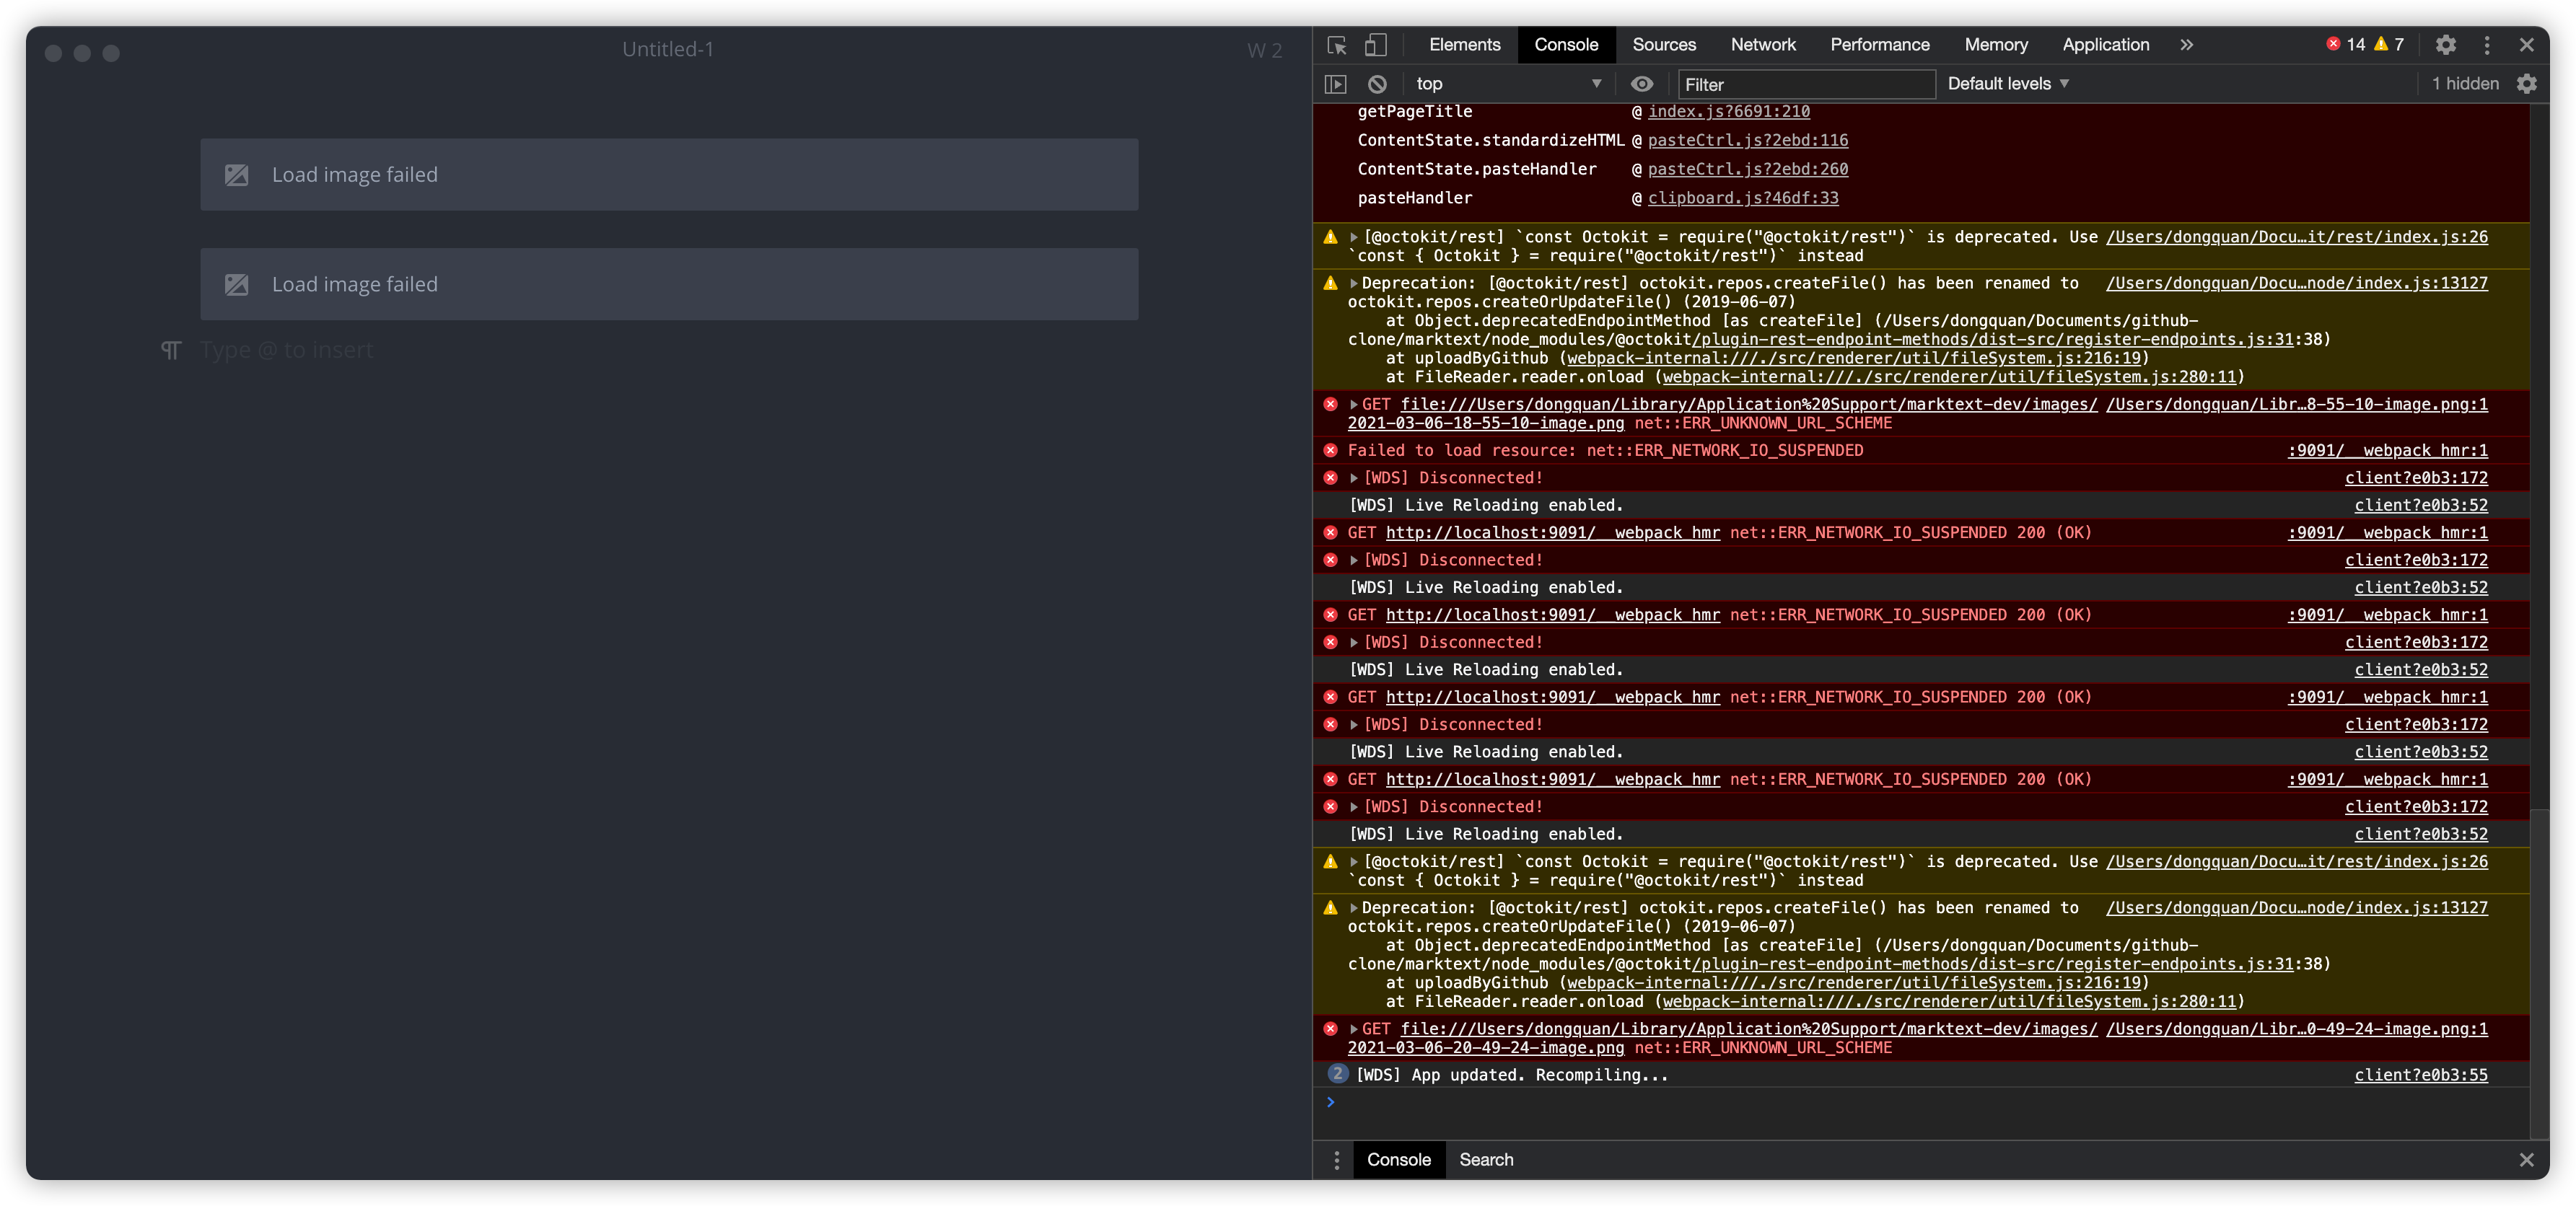 Untitled-1
W 2
Load image failed
Load image failed
Type @ to insert
Elements Console Sources Network Performance Memory Application » 14 7
top ▼ Filter Default levels ▼ 1 hidden
getPageTitle @ index.js?6691:210
ContentState.standardizeHTML @ pasteCtrl.js?2ebd:116
ContentState.pasteHandler @ pasteCtrl.js?2ebd:260
pasteHandler @ clipboard.js?46df:33
[@octokit/rest] `const Octokit = require("@octokit/rest")` is deprecated. Use /Users/dongquan/Docu…it/rest/index.js:26
`const { Octokit } = require("@octokit/rest")` instead
Deprecation: [@octokit/rest] octokit.repos.createFile() has been renamed to /Users/dongquan/Docu…node/index.js:13127
octokit.repos.createOrUpdateFile() (2019-06-07)
at Object.deprecatedEndpointMethod [as createFile] (/Users/dongquan/Documents/github-
clone/marktext/node_modules/@octokit/plugin-rest-endpoint-methods/dist-src/register-endpoints.js:31:38)
at uploadByGithub (webpack-internal:///./src/renderer/util/fileSystem.js:216:19)
at FileReader.reader.onload (webpack-internal:///./src/renderer/util/fileSystem.js:280:11)
GET file:///Users/dongquan/Library/Application%20Support/marktext-dev/images/ /Users/dongquan/Libr…8-55-10-image.png:1
2021-03-06-18-55-10-image.png net::ERR_UNKNOWN_URL_SCHEME
Failed to load resource: net::ERR_NETWORK_IO_SUSPENDED :9091/__webpack_hmr:1
[WDS] Disconnected! client?e0b3:172
[WDS] Live Reloading enabled. client?e0b3:52
GET http://localhost:9091/__webpack_hmr net::ERR_NETWORK_IO_SUSPENDED 200 (OK) :9091/__webpack_hmr:1
[WDS] Disconnected! client?e0b3:172
[WDS] Live Reloading enabled. client?e0b3:52
GET http://localhost:9091/__webpack_hmr net::ERR_NETWORK_IO_SUSPENDED 200 (OK) :9091/__webpack_hmr:1
[WDS] Disconnected! client?e0b3:172
[WDS] Live Reloading enabled. client?e0b3:52
GET http://localhost:9091/__webpack_hmr net::ERR_NETWORK_IO_SUSPENDED 200 (OK) :9091/__webpack_hmr:1
[WDS] Disconnected! client?e0b3:172
[WDS] Live Reloading enabled. client?e0b3:52
GET http://localhost:9091/__webpack_hmr net::ERR_NETWORK_IO_SUSPENDED 200 (OK) :9091/__webpack_hmr:1
[WDS] Disconnected! client?e0b3:172
[WDS] Live Reloading enabled. client?e0b3:52
[@octokit/rest] `const Octokit = require("@octokit/rest")` is deprecated. Use /Users/dongquan/Docu…it/rest/index.js:26
`const { Octokit } = require("@octokit/rest")` instead
Deprecation: [@octokit/rest] octokit.repos.createFile() has been renamed to /Users/dongquan/Docu…node/index.js:13127
octokit.repos.createOrUpdateFile() (2019-06-07)
at Object.deprecatedEndpointMethod [as createFile] (/Users/dongquan/Documents/github-
clone/marktext/node_modules/@octokit/plugin-rest-endpoint-methods/dist-src/register-endpoints.js:31:38)
at uploadByGithub (webpack-internal:///./src/renderer/util/fileSystem.js:216:19)
at FileReader.reader.onload (webpack-internal:///./src/renderer/util/fileSystem.js:280:11)
GET file:///Users/dongquan/Library/Application%20Support/marktext-dev/images/ /Users/dongquan/Libr…0-49-24-image.png:1
2021-03-06-20-49-24-image.png net::ERR_UNKNOWN_URL_SCHEME
2 [WDS] App updated. Recompiling... client?e0b3:55
Console Search